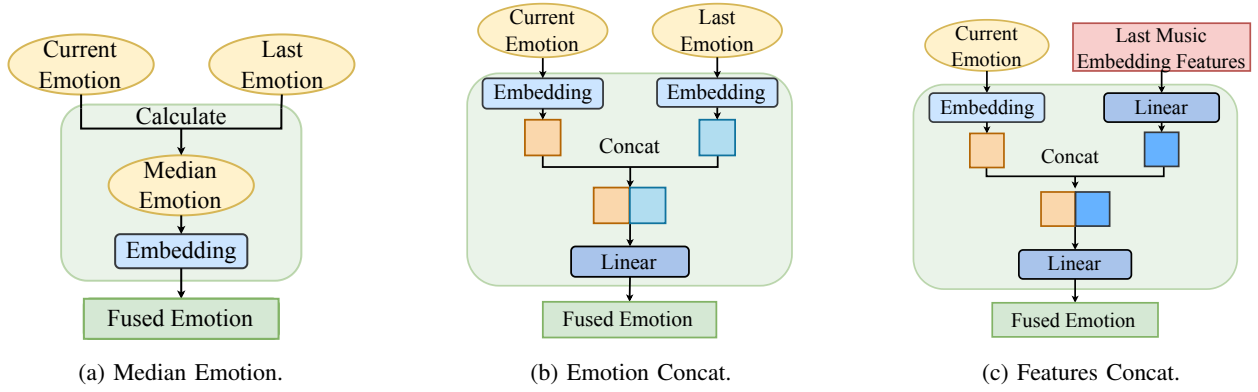 Current
Emotion
Last
Emotion
Calculate
Median
Emotion
Embedding
Fused Emotion
(a) Median Emotion.
Current
Emotion
Last
Emotion
Embedding
Embedding
Concat
Linear
Fused Emotion
(b) Emotion Concat.
Current
Emotion
Last Music
Embedding Features
Embedding
Linear
Concat
Linear
Fused Emotion
(c) Features Concat.